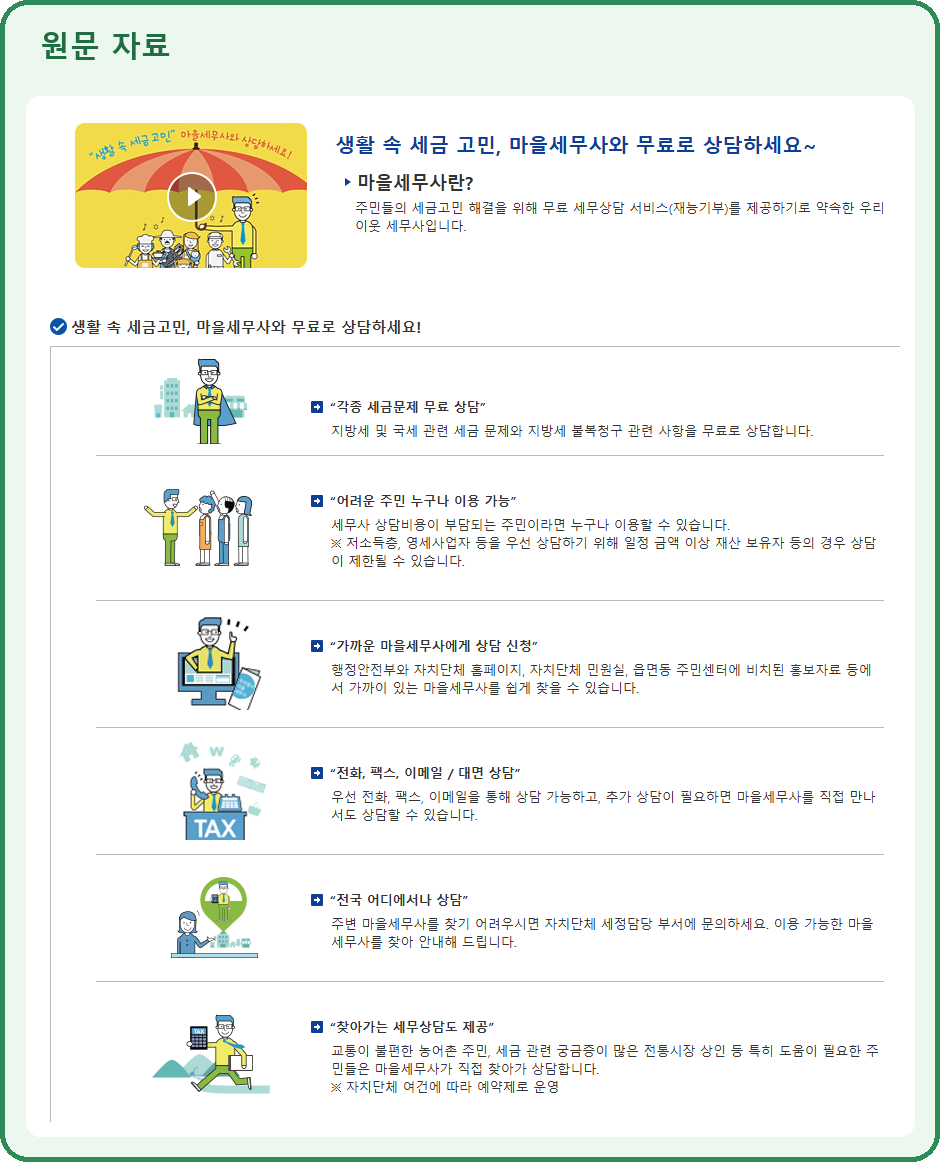 원문 자료
"생활 속 세금고민" 마을세무사와 상담하세요!
생활 속 세금 고민, 마을세무사와 무료로 상담하세요~
마을세무사란?
주민들의 세금고민 해결을 위해 무료 세무상담 서비스(재능기부)를 제공하기로 약속한 우리
이웃 세무사입니다.
생활 속 세금고민, 마을세무사와 무료로 상담하세요!
“각종 세금문제 무료 상담”
지방세 및 국세 관련 세금 문제와 지방세 불복청구 관련 사항을 무료로 상담합니다.
“어려운 주민 누구나 이용 가능”
세무사 상담비용이 부담되는 주민이라면 누구나 이용할 수 있습니다.
※ 저소득층, 영세사업자 등을 우선 상담하기 위해 일정 금액 이상 재산 보유자 등의 경우 상담
이 제한될 수 있습니다.
“가까운 마을세무사에게 상담 신청”
행정안전부와 자치단체 홈페이지, 자치단체 민원실, 읍면동 주민센터에 비치된 홍보자료 등에
서 가까이 있는 마을세무사를 쉽게 찾을 수 있습니다.
W
“전화, 팩스, 이메일 / 대면 상담”
우선 전화, 팩스, 이메일을 통해 상담 가능하고, 추가 상담이 필요하면 마을세무사를 직접 만나
서도 상담할 수 있습니다.
TAX
“전국 어디에서나 상담”
주변 마을세무사를 찾기 어려우시면 자치단체 세정담당 부서에 문의하세요. 이용 가능한 마을
세무사를 찾아 안내해 드립니다.
TAX
“찾아가는 세무상담도 제공”
교통이 불편한 농어촌 주민, 세금 관련 궁금증이 많은 전통시장 상인 등 특히 도움이 필요한 주
민들은 마을세무사가 직접 찾아가 상담합니다.
※ 자치단체 여건에 따라 예약제로 운영